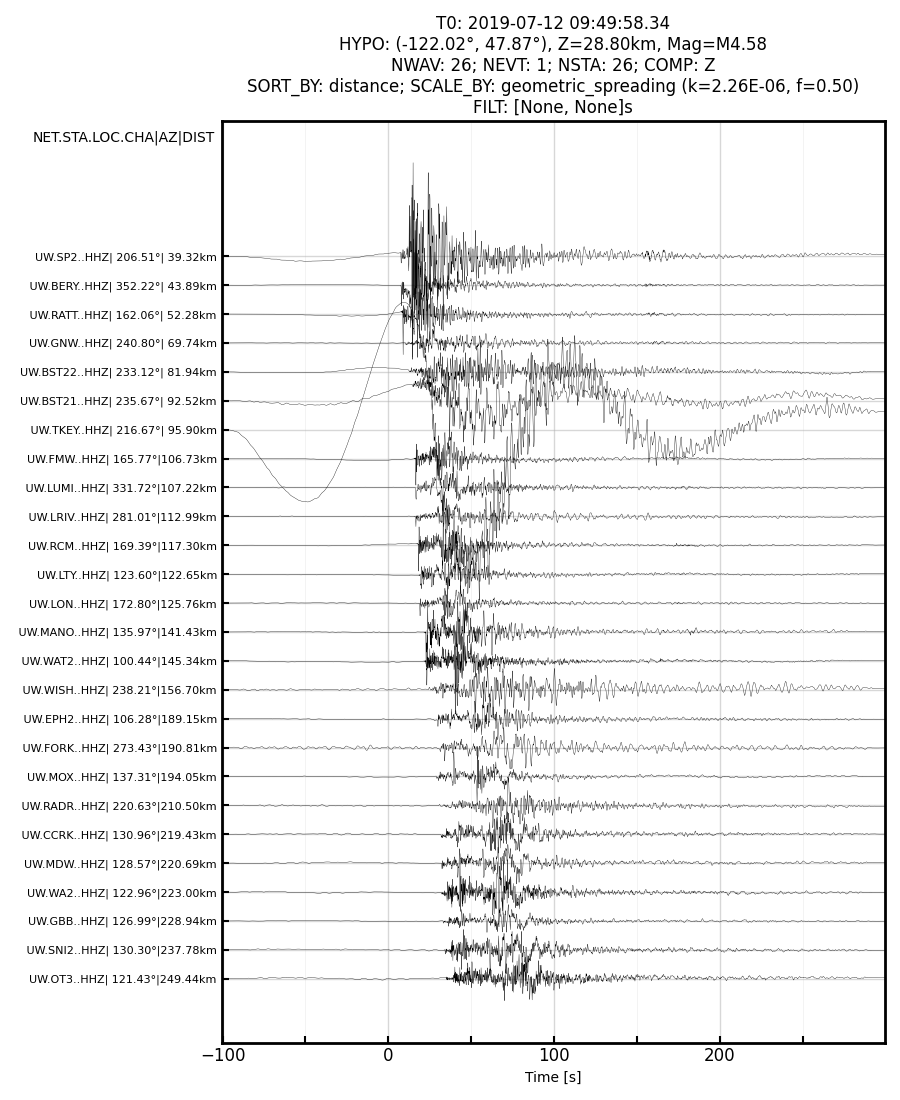 T0: 2019-07-12 09:49:58.34
HYPO: (-122.02°, 47.87°), Z=28.80km, Mag=M4.58
NWAV: 26; NEVT: 1; NSTA: 26; COMP: Z
SORT_BY: distance; SCALE_BY: geometric_spreading (k=2.26E-06, f=0.50)
FILT: [None, None]s
NET.STA.LOC.CHA|AZ|DIST
UW.SP2..HHZ| 206.51°| 39.32km
UW.BERY..HHZ| 352.22°| 43.89km
UW.RATT..HHZ| 162.06°| 52.28km
UW.GNW..HHZ| 240.80°| 69.74km
UW.BST22..HHZ| 233.12°| 81.94km
UW.BST21..HHZ| 235.67°| 92.52km
UW.TKEY..HHZ| 216.67°| 95.90km
UW.FMW..HHZ| 165.77°|106.73km
UW.LUMI..HHZ| 331.72°|107.22km
UW.LRIV..HHZ| 281.01°|112.99km
UW.RCM..HHZ| 169.39°|117.30km
UW.LTY..HHZ| 123.60°|122.65km
UW.LON..HHZ| 172.80°|125.76km
UW.MANO..HHZ| 135.97°|141.43km
UW.WAT2..HHZ| 100.44°|145.34km
UW.WISH..HHZ| 238.21°|156.70km
UW.EPH2..HHZ| 106.28°|189.15km
UW.FORK..HHZ| 273.43°|190.81km
UW.MOX..HHZ| 137.31°|194.05km
UW.RADR..HHZ| 220.63°|210.50km
UW.CCRK..HHZ| 130.96°|219.43km
UW.MDW..HHZ| 128.57°|220.69km
UW.WA2..HHZ| 122.96°|223.00km
UW.GBB..HHZ| 126.99°|228.94km
UW.SNI2..HHZ| 130.30°|237.78km
UW.OT3..HHZ| 121.43°|249.44km
−100 0 100 200
Time [s]